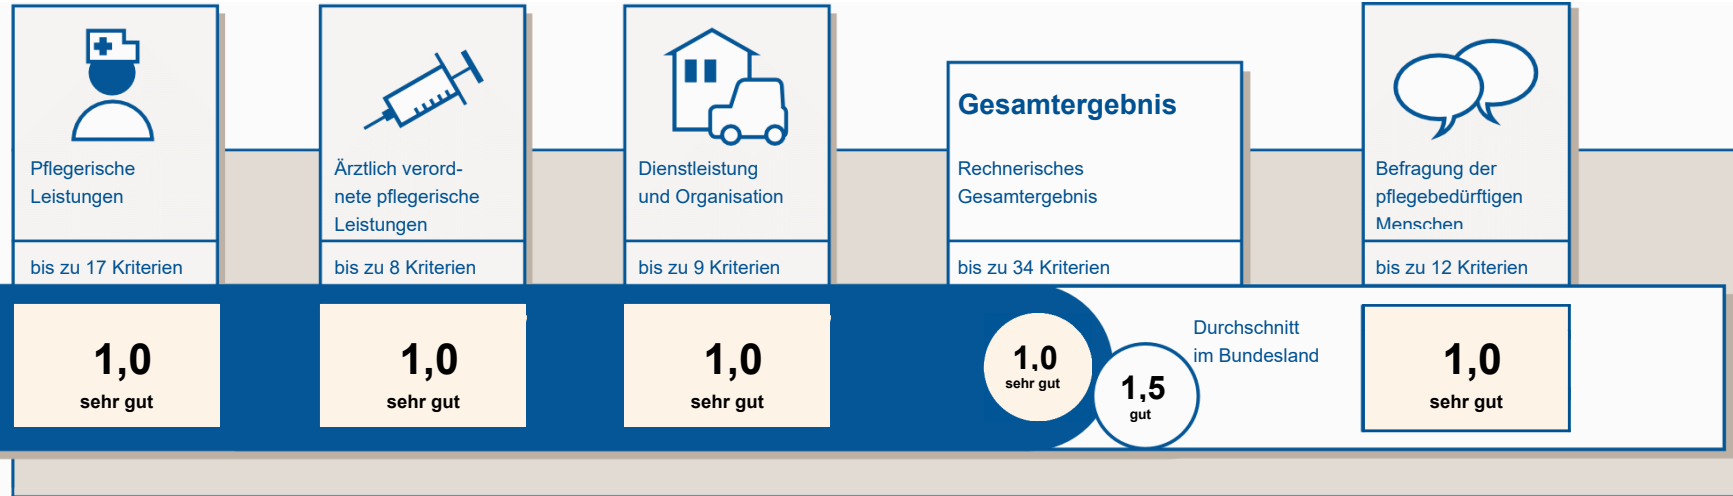 Pflegerische
Leistungen
bis zu 17 Kriterien
1,0
sehr gut
Ärztlich verord-
nete pflegerische
Leistungen
bis zu 8 Kriterien
1,0
sehr gut
Dienstleistung
und Organisation
bis zu 9 Kriterien
1,0
sehr gut
Gesamtergebnis
Rechnerisches
Gesamtergebnis
bis zu 34 Kriterien
1,0
sehr gut
1,5
gut
Durchschnitt
im Bundesland
Befragung der
pflegebedürftigen
Menschen
bis zu 12 Kriterien
1,0
sehr gut